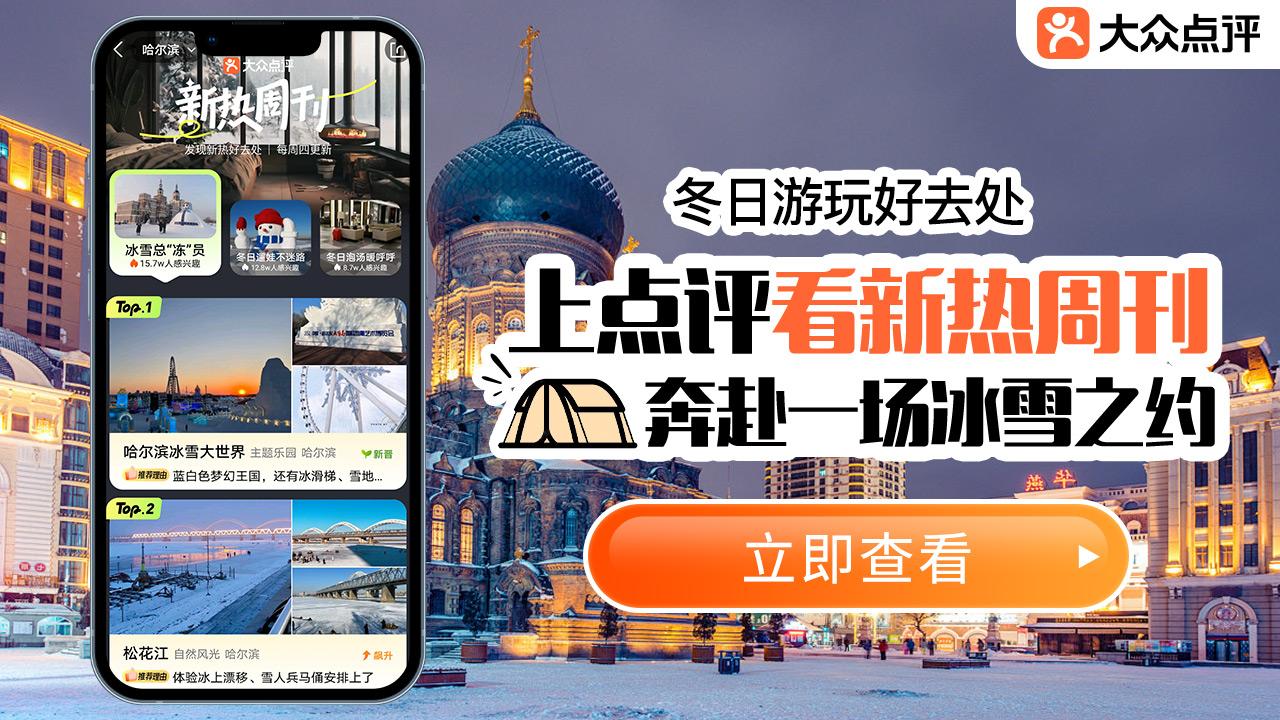 大众点评
哈尔滨
大众点评
新热周刊
发现新热好去处 | 每周四更新
冰雪总“冻”员
15.7w人感兴趣
冬日遛娃不迷路
12.8w人感兴趣
冬日泡汤暖呼呼
8.7w人感兴趣
Top.1
哈尔滨冰雪大世界 主题乐园 哈尔滨 新晋
推荐理由 蓝白色梦幻王国，还有冰滑梯、雪地...
Top.2
松花江 自然风光 哈尔滨 飙升
推荐理由 体验冰上漂移、雪人兵马俑安排上了
冬日游玩好去处
上点评看新热周刊
奔赴一场冰雪之约
立即查看